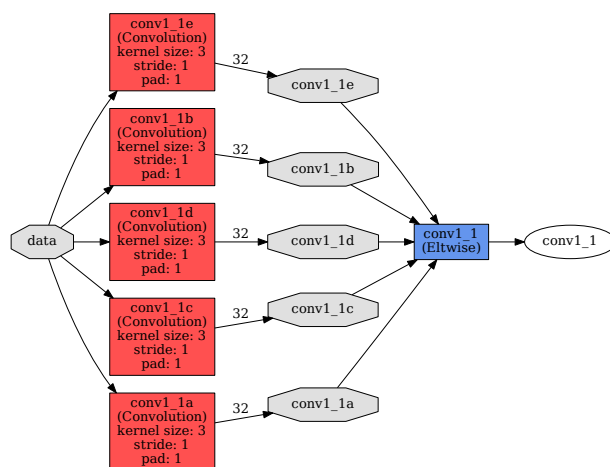 conv1_1e
(Convolution)
kernel size: 3
stride: 1
pad: 1
32
conv1_1e
conv1_1b
(Convolution)
kernel size: 3
stride: 1
pad: 1
32
conv1_1b
data
conv1_1d
(Convolution)
kernel size: 3
stride: 1
pad: 1
32
conv1_1d
conv1_1
(Eltwise)
conv1_1
conv1_1c
(Convolution)
kernel size: 3
stride: 1
pad: 1
32
conv1_1c
conv1_1a
(Convolution)
kernel size: 3
stride: 1
pad: 1
32
conv1_1a